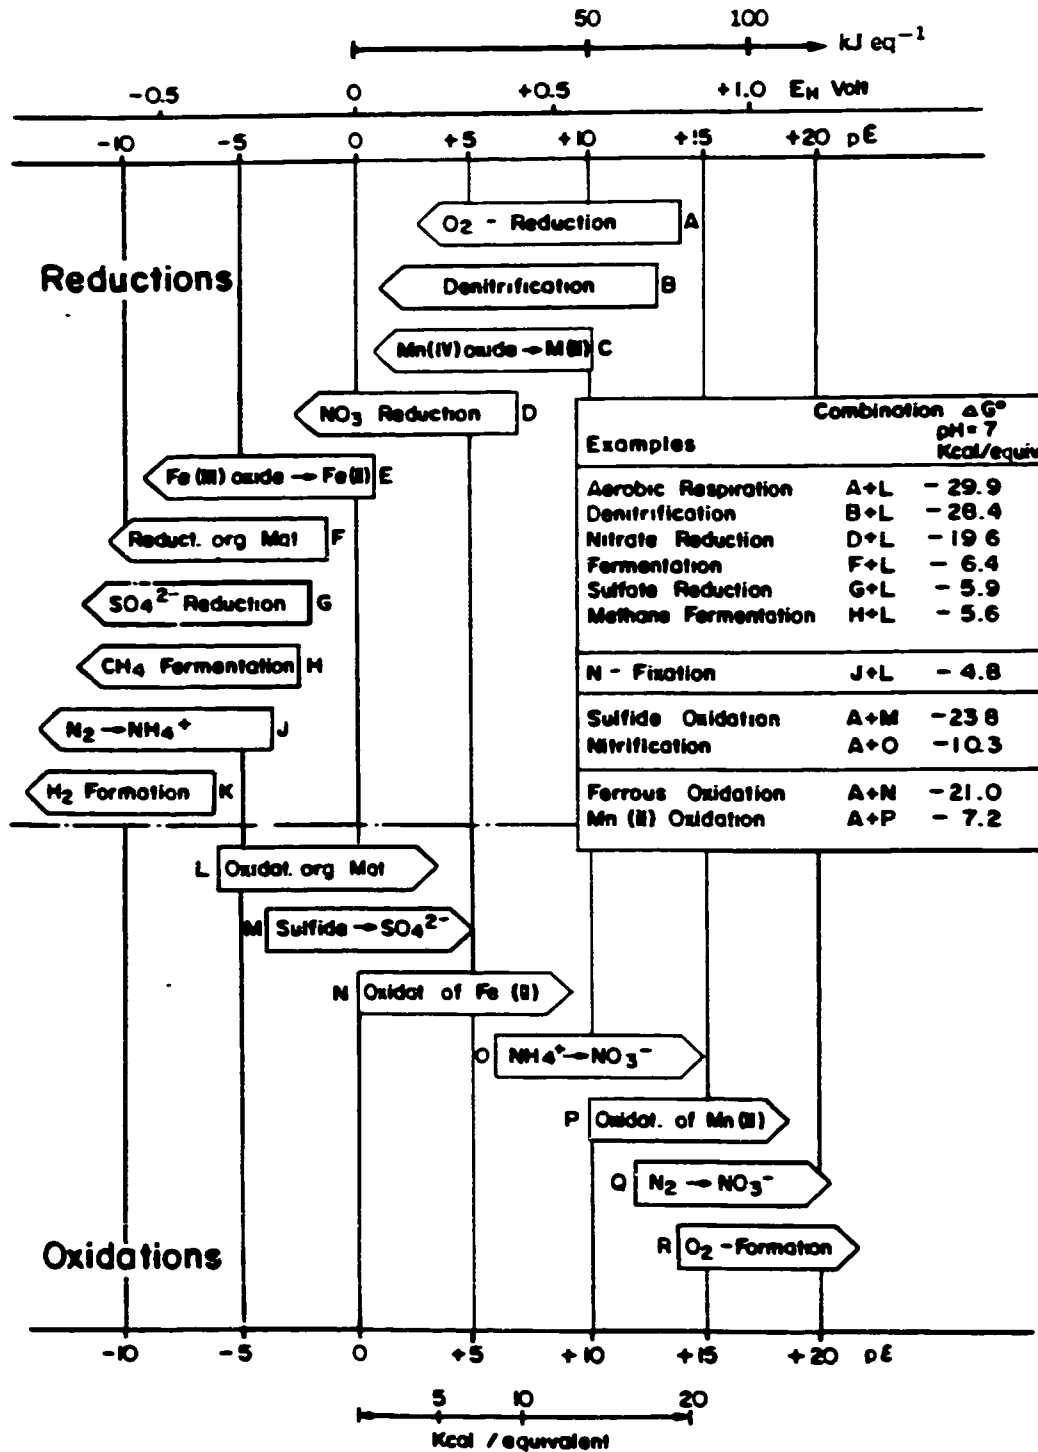 50 100
kJ eq⁻¹
-0.5 0 +0.5 +1.0 E_H Volt
-10 -5 0 +5 +10 +15 +20 pE
O₂ - Reduction A
Reductions
Denitrification B
Mn(IV)oxide → M(II) C
NO₃ Reduction D
Fe(III)oxide → Fe(II) E
Reduct. org Mat F
SO₄²⁻ Reduction G
CH₄ Fermentation H
N₂ → NH₄⁺ J
H₂ Formation K
Combination ΔG°
pH = 7
Examples Kcal/equiv
Aerobic Respiration A+L - 29.9
Denitrification B+L - 28.4
Nitrate Reduction D+L - 19 6
Fermentation F+L - 6.4
Sulfate Reduction G+L - 5.9
Methane Fermentation H+L - 5.6
N - Fixation J+L - 4.8
Sulfide Oxidation A+M -23 8
Nitrification A+O -10.3
Ferrous Oxidation A+N -21.0
Mn (II) Oxidation A+P - 7.2
L Oxidat. org Mat
M Sulfide → SO₄²⁻
N Oxidat of Fe (II)
O NH₄⁺ → NO₃⁻
P Oxidat. of Mn(II)
Q N₂ → NO₃⁻
R O₂ - Formation
Oxidations
-10 -5 0 +5 +10 +15 +20 pE
5 10 20
Kcal / equivalent